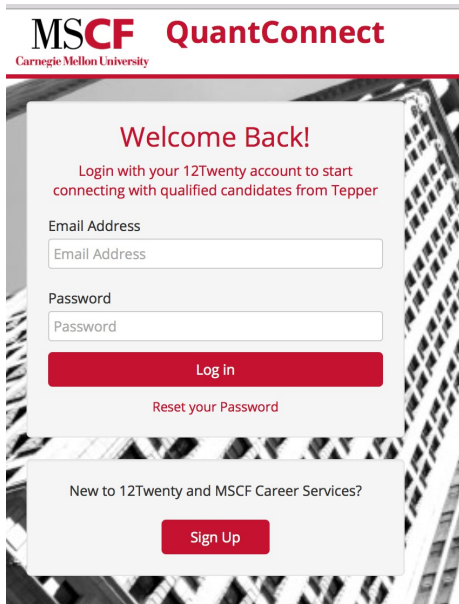 MSCF QuantConnect
Carnegie Mellon University
Welcome Back!
Login with your 12Twenty account to start
connecting with qualified candidates from Tepper
Email Address
Email Address
Password
Password
Log in
Reset your Password
New to 12Twenty and MSCF Career Services?
Sign Up